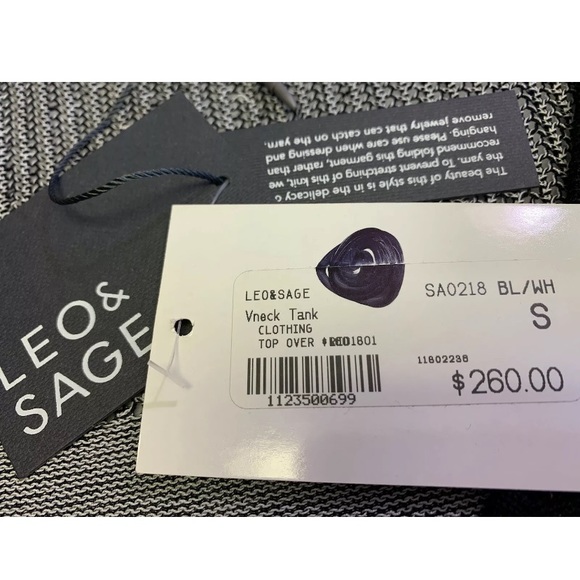 LEO&
SAGE
The beauty of this style is in the delicacy o
the yarn. To prevent stretching of this knit, we
recommend folding this garment, rather than
hanging. Please use care when dressing and
remove jewelry that can catch on the yarn.
LEO&SAGE
SA0218 BL/WH
Vneck Tank
S
CLOTHING
TOP OVER
11802236
$260.00
1123500699